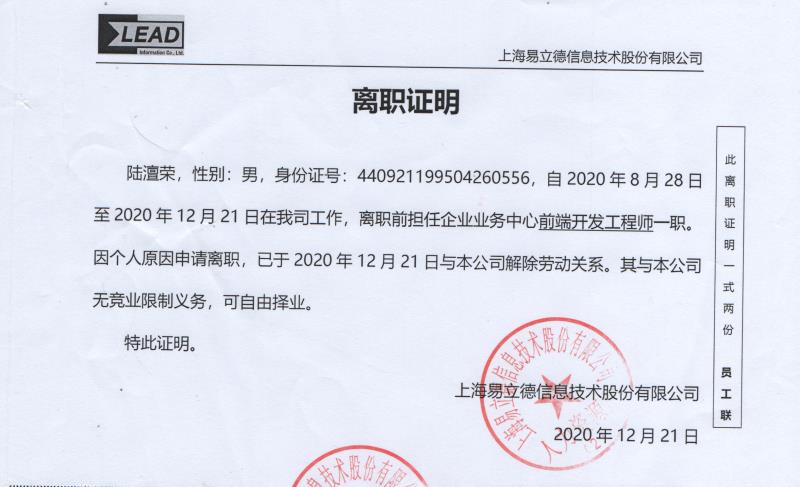 LEAD
Information Co., Ltd.
上海易立德信息技术股份有限公司
离职证明
陆澶荣，性别：男，身份证号：440921199504260556，自 2020 年 8 月 28 日
至 2020 年 12 月 21 日在我司工作，离职前担任企业业务中心前端开发工程师一职。
因个人原因申请离职，已于 2020 年 12 月 21 日与本公司解除劳动关系。其与本公司
无竞业限制义务，可自由择业。
特此证明。
上海易立德信息技术股份有限公司
2020 年 12 月 21 日
此离职证明一式两份 员工联
上海易立德信息技术股份有限公司
人力资源
(2)
易立德信息技术股份有限公司